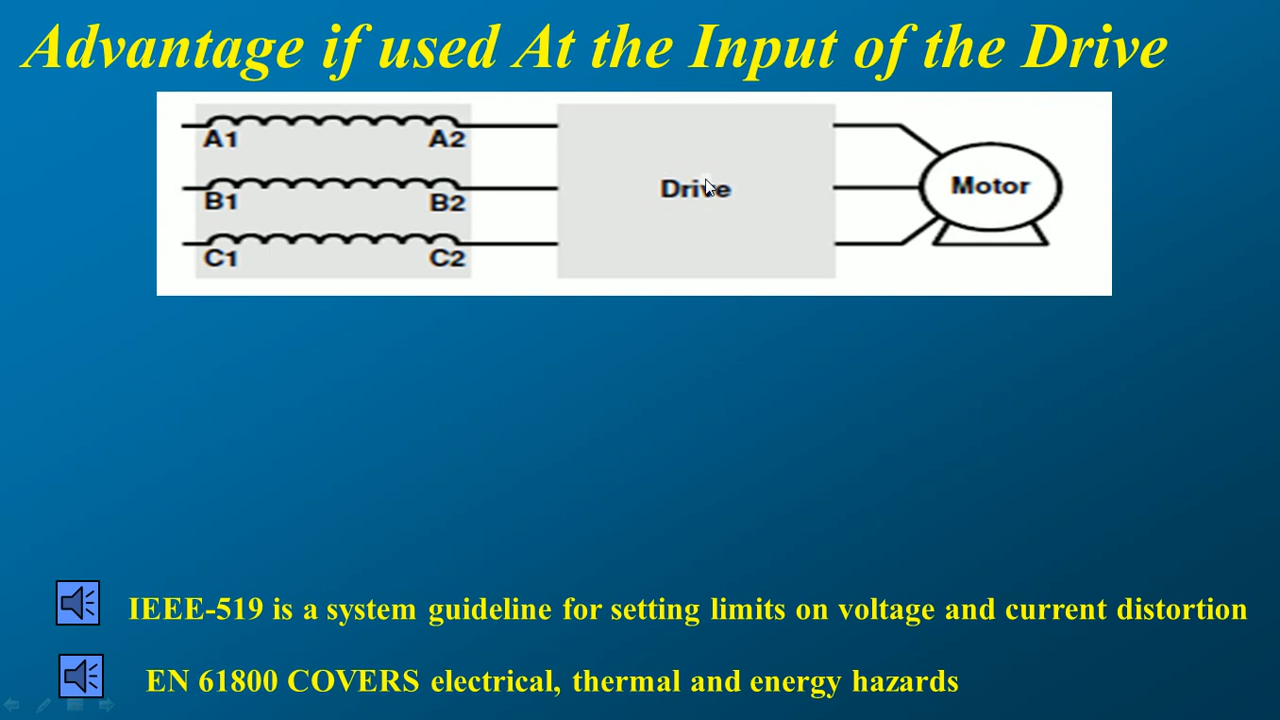 Advantage if used At the Input of the Drive
A1 A2
B1 B2
C1 C2
Drive
Motor
IEEE-519 is a system guideline for setting limits on voltage and current distortion
EN 61800 COVERS electrical, thermal and energy hazards